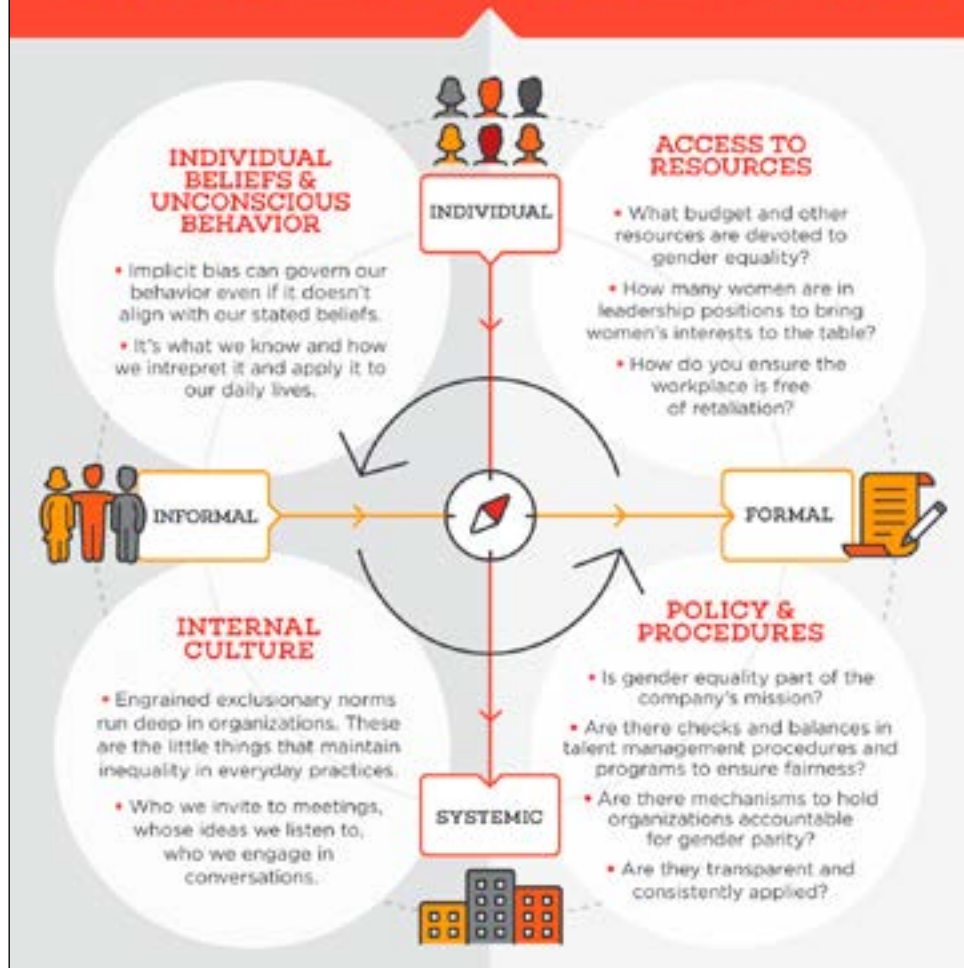 INDIVIDUAL
BELIEFS &
UNCONSCIOUS
BEHAVIOR
• Implicit bias can govern our
behavior even if it doesn't
align with our stated beliefs.
• It's what we know and how
we intrepret it and apply it to
our daily lives.
INDIVIDUAL
ACCESS TO
RESOURCES
• What budget and other
resources are devoted to
gender equality?
• How many women are in
leadership positions to bring
women's interests to the table?
• How do you ensure the
workplace is free
of retaliation?
INFORMAL
FORMAL
INTERNAL
CULTURE
• Engrained exclusionary norms
run deep in organizations. These
are the little things that maintain
inequality in everyday practices.
• Who we invite to meetings,
whose ideas we listen to,
who we engage in
conversations.
SYSTEMIC
POLICY &
PROCEDURES
• Is gender equality part of the
company's mission?
• Are there checks and balances in
talent management procedures and
programs to ensure fairness?
• Are there mechanisms to hold
organizations accountable
for gender parity?
• Are they transparent and
consistently applied?